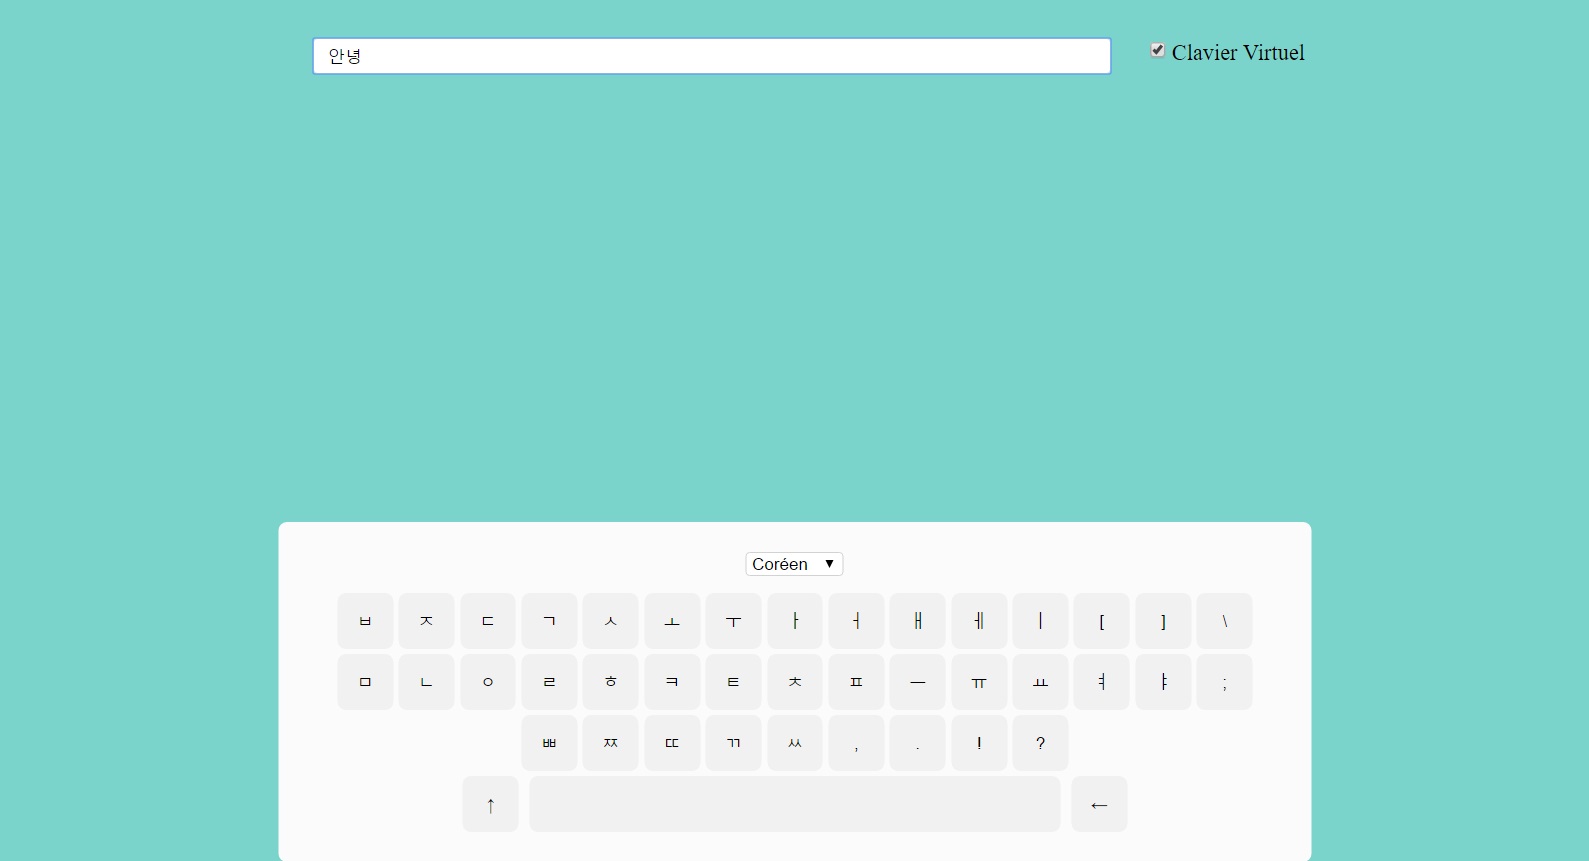 안녕
Clavier Virtuel
Coréen
ㅂ ㅈ ㄷ ㄱ ㅅ ㅗ ㅜ ㅏ ㅓ ㅐ ㅔ ㅣ [ ] \
ㅁ ㄴ ㅇ ㄹ ㅎ ㅋ ㅌ ㅊ ㅍ ㅡ ㅠ ㅛ ㅕ ㅑ ;
ㅃ ㅉ ㄸ ㄲ ㅆ , . ! ?
↑ ←